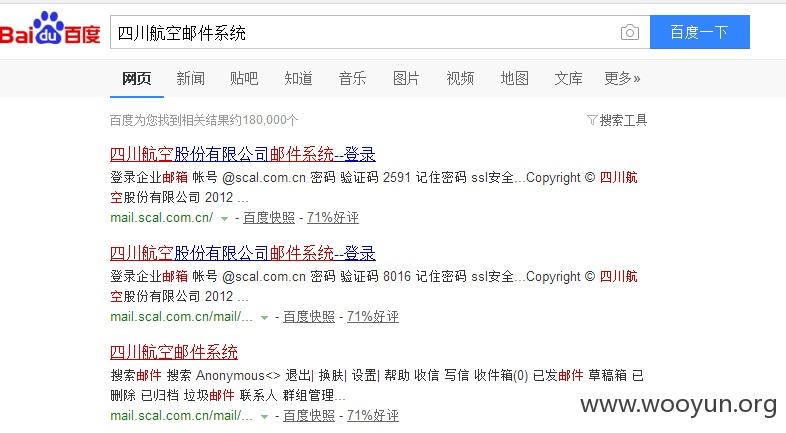 Bai du 百度 四川航空邮件系统 百度一下
网页 新闻 贴吧 知道 音乐 图片 视频 地图 文库 更多»
百度为您找到相关结果约180,000个 搜索工具
四川航空股份有限公司邮件系统--登录
登录企业邮箱 帐号 @scal.com.cn 密码 验证码 2591 记住密码 ssl安全...Copyright © 四川航
空股份有限公司 2012 ...
mail.scal.com.cn/ - 百度快照 - 71%好评
四川航空股份有限公司邮件系统--登录
登录企业邮箱 帐号 @scal.com.cn 密码 验证码 8016 记住密码 ssl安全...Copyright © 四川航
空股份有限公司 2012 ...
mail.scal.com.cn/mail/... - 百度快照 - 71%好评
四川航空邮件系统
搜索邮件 搜索 Anonymous<> 退出| 换肤| 设置| 帮助 收信 写信 收件箱(0) 已发邮件 草稿箱 已
删除 已归档 垃圾邮件 联系人 群组管理...
mail.scal.com.cn/mail/... - 百度快照 - 71%好评
www.wooyun.org